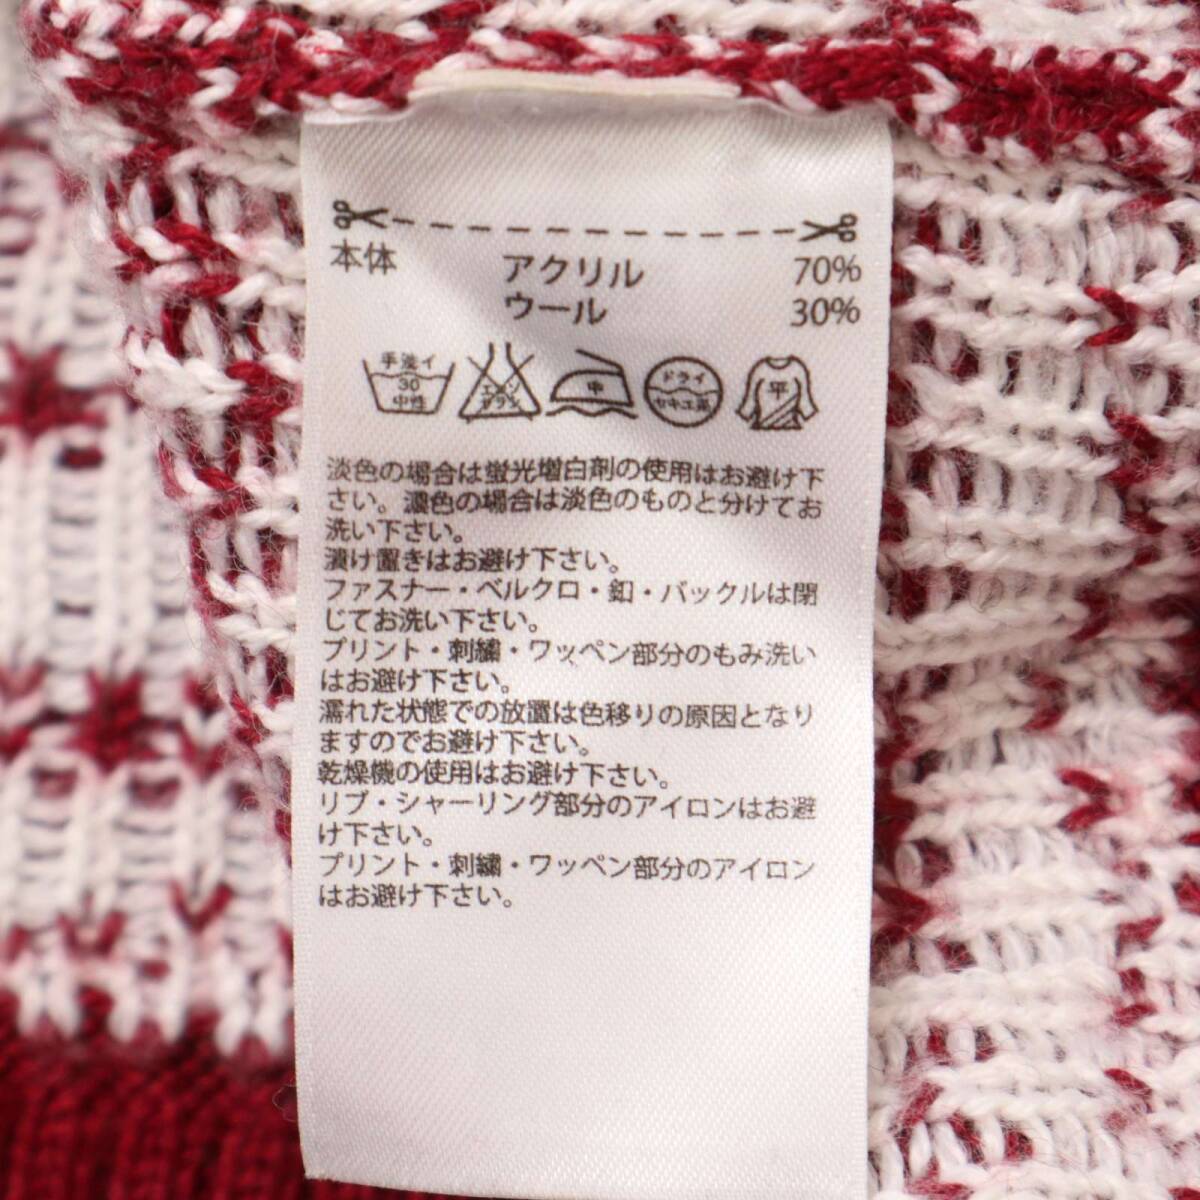 本体 アクリル 70%
ウール 30%
手洗イ 30 中性 エンソ サラシ 中 ドライ セキユ系 平
淡色の場合は蛍光増白剤の使用はお避け下
さい。濃色の場合は淡色のものと分けてお
洗い下さい。
漬け置きはお避け下さい。
ファスナー・ベルクロ・釦・バックルは閉
じてお洗い下さい。
プリント・刺繍・ワッペン部分のもみ洗い
はお避け下さい。
濡れた状態での放置は色移りの原因となり
ますのでお避け下さい。
乾燥機の使用はお避け下さい。
リブ・シャーリング部分のアイロンはお避
け下さい。
プリント・刺繍・ワッペン部分のアイロン
はお避け下さい。